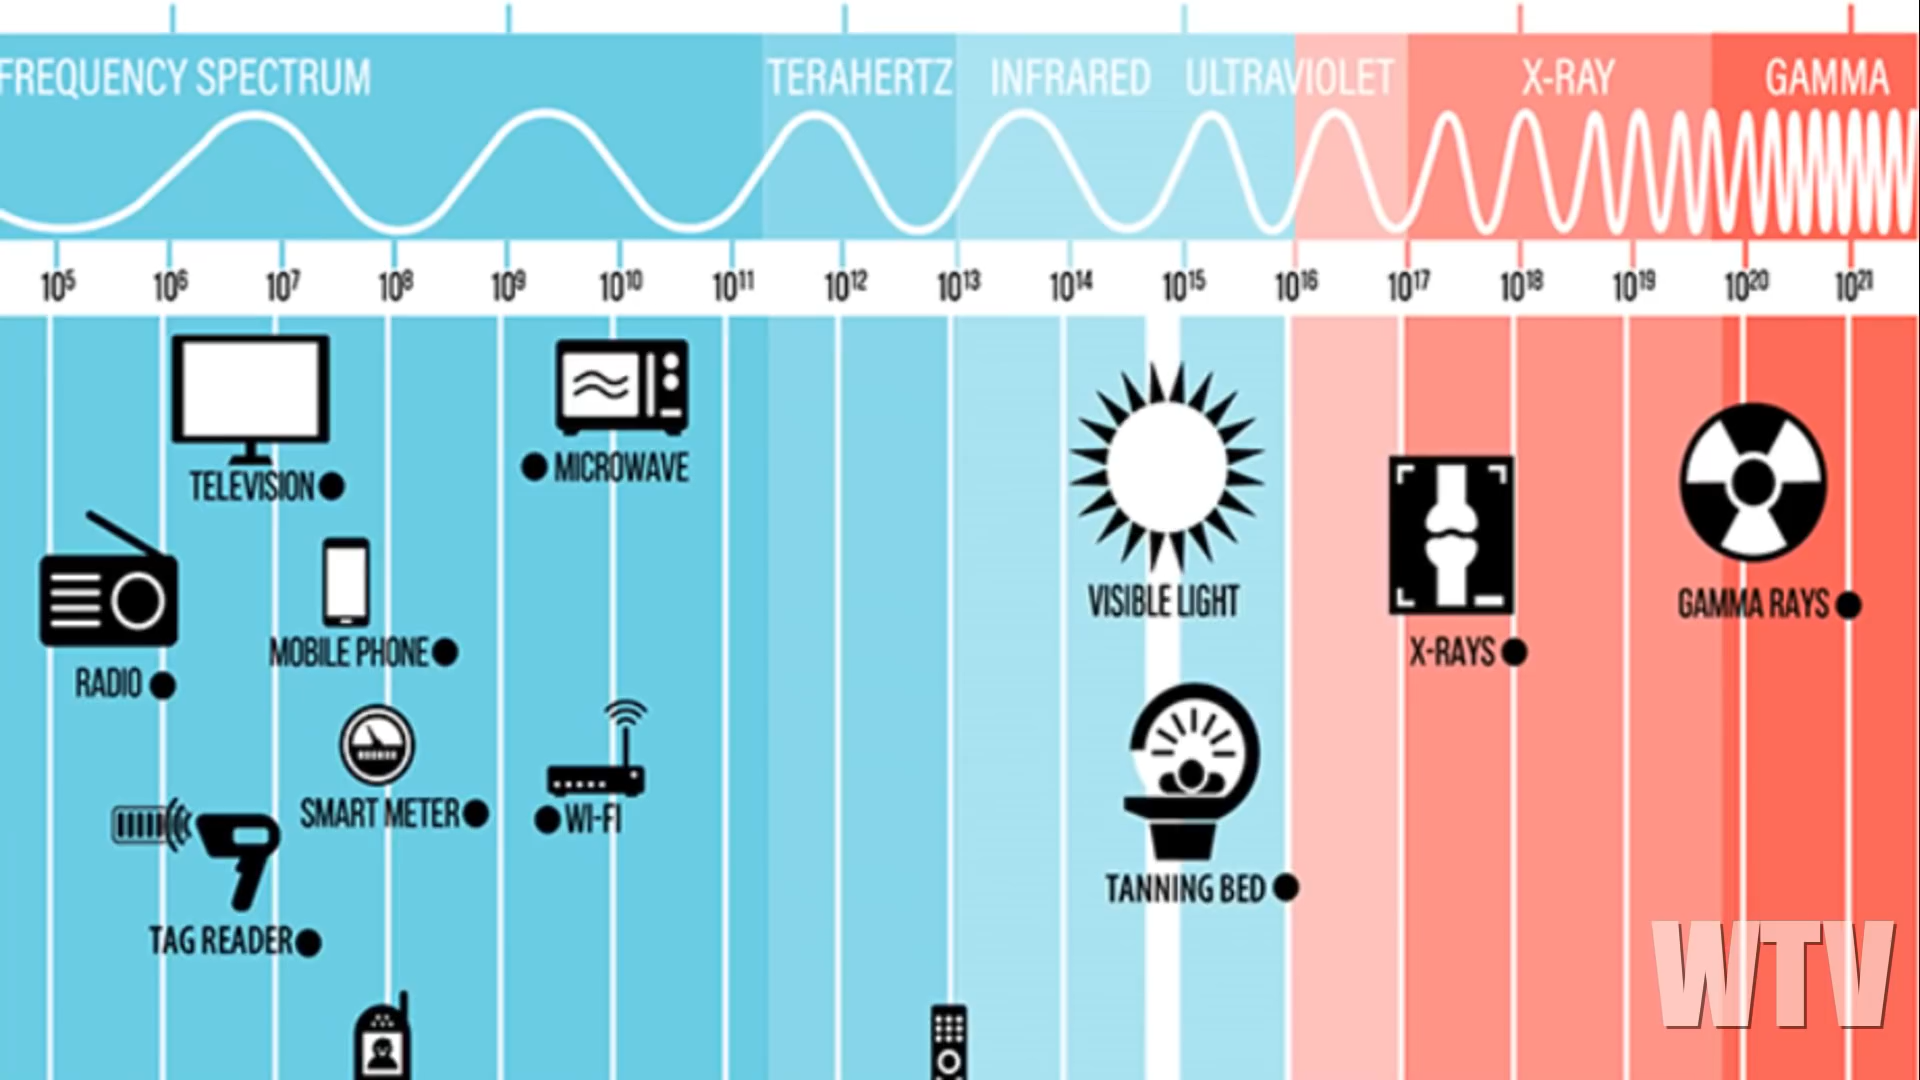 FREQUENCY SPECTRUM TERAHERTZ INFRARED ULTRAVIOLET X-RAY GAMMA
10⁵ 10⁶ 10⁷ 10⁸ 10⁹ 10¹⁰ 10¹¹ 10¹² 10¹³ 10¹⁴ 10¹⁵ 10¹⁶ 10¹⁷ 10¹⁸ 10¹⁹ 10²⁰ 10²¹
TELEVISION
MICROWAVE
RADIO
MOBILE PHONE
VISIBLE LIGHT
X-RAYS
GAMMA RAYS
SMART METER
WI-FI
TANNING BED
TAG READER
WTV